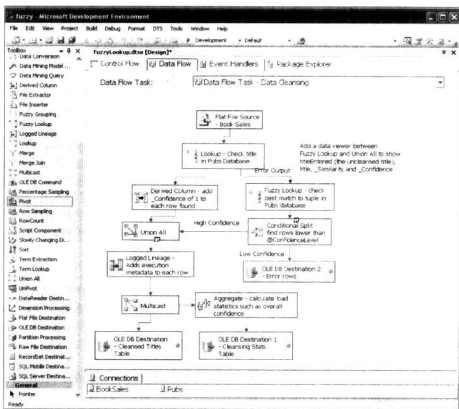 fuzzy - Microsoft Development Environment
File Edit View Project Build Debug Format DTS Tools Window Help
Development Default
Toolbox
FuzzyLookup.dtsx [Design]*
Control Flow Data Flow Event Handlers Package Explorer
Data Flow Task: Data Flow Task - Data Cleansing
Data Conversion
Data Mining Model ...
Data Mining Query
Derived Column
File Extractor
File Inserter
Fuzzy Grouping
Fuzzy Lookup
Logged Lineage
Lookup
Merge
Merge Join
Multicast
OLE DB Command
Percentage Sampling
Pivot
Row Sampling
RowCount
Script Component
Slowly Changing Di...
Sort
Term Extraction
Term Lookup
Union All
UnPivot
DataReader Destin...
Dimension Processing
Flat File Destination
OLE DB Destination
Partition Processing
Raw File Destination
RecordSet Destinat...
SQL Mobile Destina...
SQL Server Destina...
General
Pointer
Flat File Source
- Book Sales
Lookup - Check title
in Pubs Database
Error Output
Add a data viewer between
Fuzzy Lookup and Union All to show
titleEntered (the uncleansed title),
title, _Similarity and _Confidence
Derived Column - add
_Confidence of 1 to
each row found
Fuzzy Lookup - check
best match to tuple in
Pubs database
Union All
High Confidence
Conditional Split -
find rows lower than
@ConfidenceLevel
Logged Lineage -
Adds execution
metadata to each row
Low Confidence
OLE DB Destination 2
- Error rows
Multicast
Aggregate - calculate load
statistics such as overall
confidence
OLE DB Destination
- Cleansed Titles
Table
OLE DB Destination 1
- Cleansing Stats
Table
Connections
BookSales Pubs
Ready